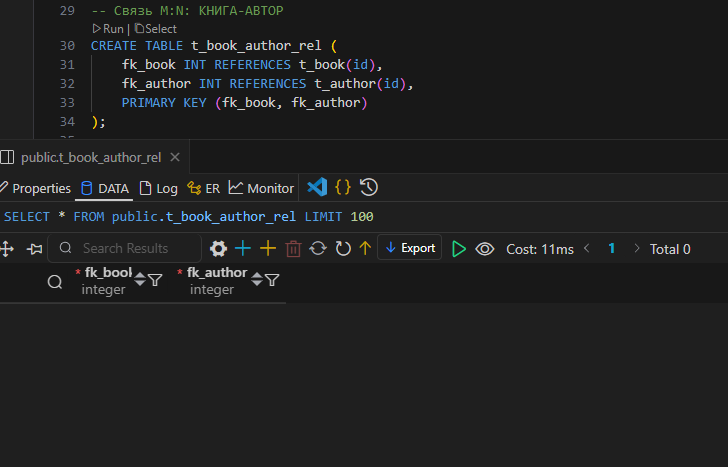 29 -- Связь M:N: КНИГА-АВТОР
Run | Select
30 CREATE TABLE t_book_author_rel (
31 fk_book INT REFERENCES t_book(id),
32 fk_author INT REFERENCES t_author(id),
33 PRIMARY KEY (fk_book, fk_author)
34 );
public.t_book_author_rel
Properties DATA Log ER Monitor {}
SELECT * FROM public.t_book_author_rel LIMIT 100
Search Results Export Cost: 11ms < 1 > Total 0
* fk_book * fk_author
integer integer